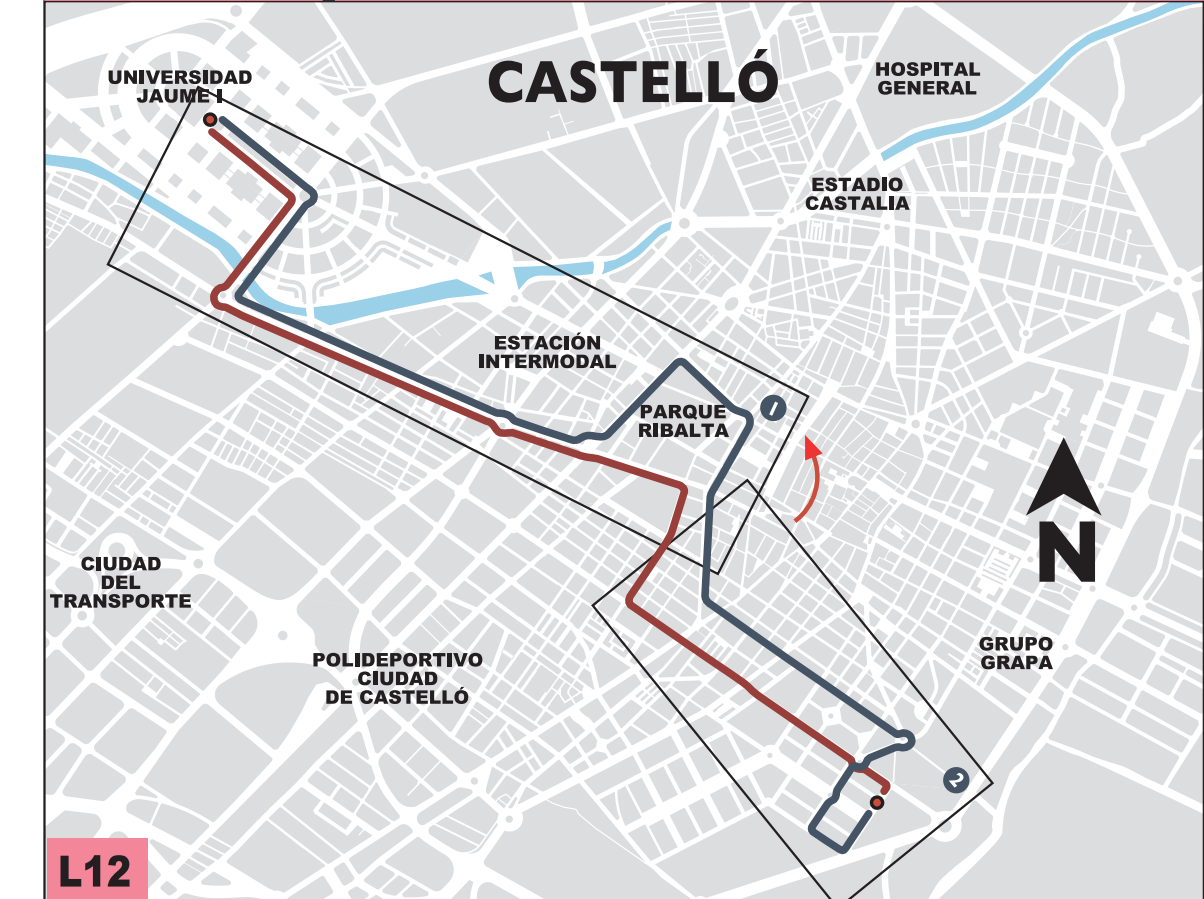 CASTELLÓ
UNIVERSIDAD
JAUME I
HOSPITAL
GENERAL
ESTADIO
CASTALIA
ESTACIÓN
INTERMODAL
PARQUE
RIBALTA
1
N
CIUDAD
DEL
TRANSPORTE
POLIDEPORTIVO
CIUDAD
DE CASTELLÓ
GRUPO
GRAPA
2
L12